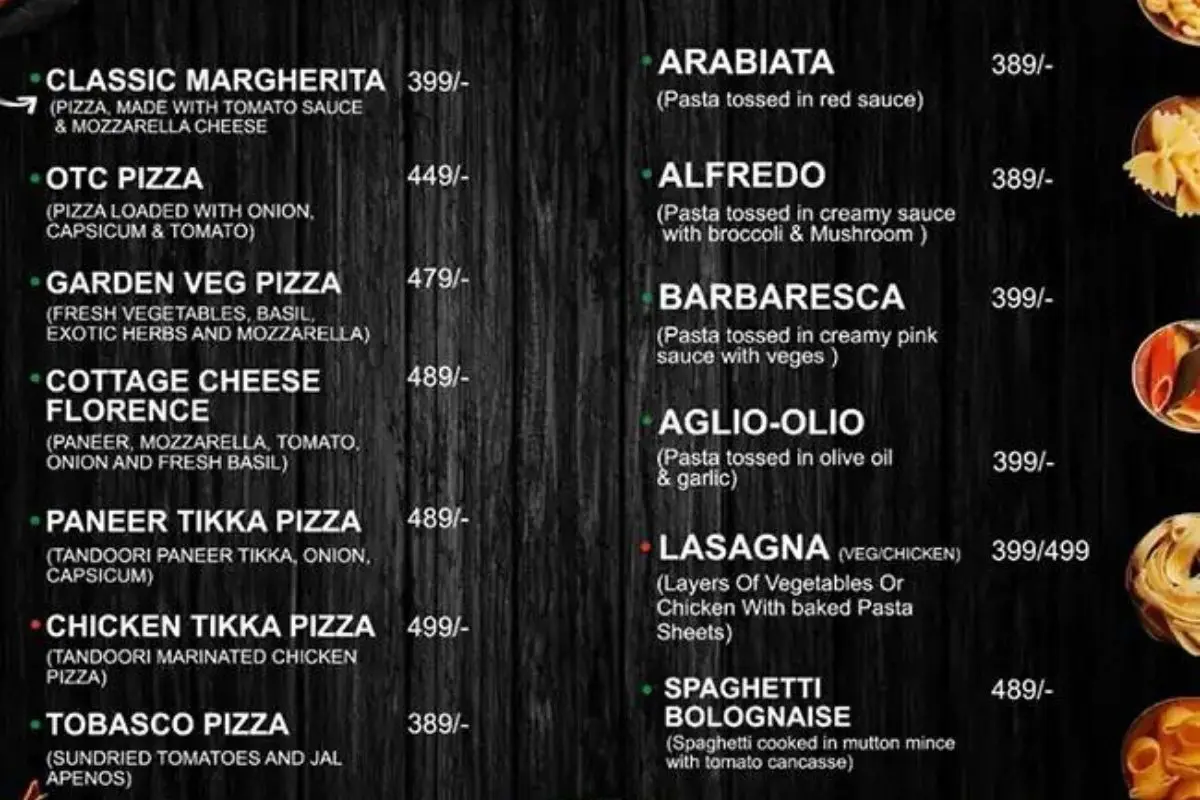 CLASSIC MARGHERITA 399/-
(PIZZA, MADE WITH TOMATO SAUCE
& MOZZARELLA CHEESE
OTC PIZZA 449/-
(PIZZA LOADED WITH ONION,
CAPSICUM & TOMATO)
GARDEN VEG PIZZA 479/-
(FRESH VEGETABLES, BASIL,
EXOTIC HERBS AND MOZZARELLA)
COTTAGE CHEESE 489/-
FLORENCE
(PANEER, MOZZARELLA, TOMATO,
ONION AND FRESH BASIL)
PANEER TIKKA PIZZA 489/-
(TANDOORI PANEER TIKKA, ONION,
CAPSICUM)
CHICKEN TIKKA PIZZA 499/-
(TANDOORI MARINATED CHICKEN
PIZZA)
TOBASCO PIZZA 389/-
(SUNDRIED TOMATOES AND JAL
APENOS)
ARABIATA 389/-
(Pasta tossed in red sauce)
ALFREDO 389/-
(Pasta tossed in creamy sauce
with broccoli & Mushroom )
BARBARESCA 399/-
(Pasta tossed in creamy pink
sauce with veges )
AGLIO-OLIO
(Pasta tossed in olive oil 399/-
& garlic)
LASAGNA (VEG/CHICKEN) 399/499
(Layers Of Vegetables Or
Chicken With baked Pasta
Sheets)
SPAGHETTI 489/-
BOLOGNAISE
(Spaghetti cooked in mutton mince
with tomato cancasse)